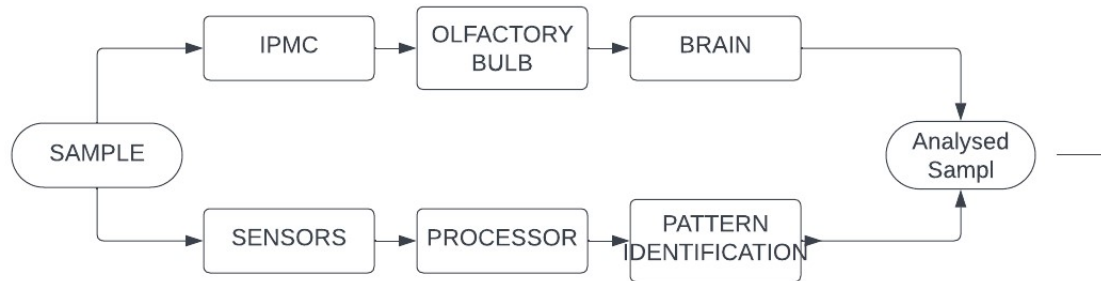 IPMC
OLFACTORY
BULB
BRAIN
SAMPLE
Analysed
Sampl
SENSORS
PROCESSOR
PATTERN
IDENTIFICATION